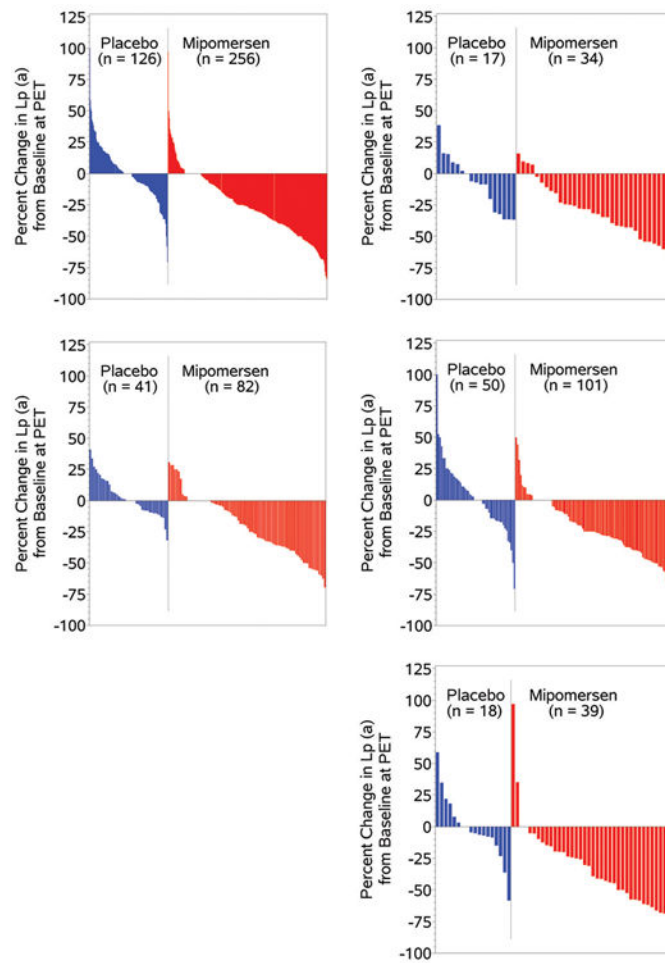 Percent Change in Lp (a)
from Baseline at PET
125
100
75
50
25
0
-25
-50
-75
-100
Placebo
(n = 126)
Mipomersen
(n = 256)
Percent Change in Lp (a)
from Baseline at PET
125
100
75
50
25
0
-25
-50
-75
-100
Placebo
(n = 17)
Mipomersen
(n = 34)
Percent Change in Lp (a)
from Baseline at PET
125
100
75
50
25
0
-25
-50
-75
-100
Placebo
(n = 41)
Mipomersen
(n = 82)
Percent Change in Lp (a)
from Baseline at PET
125
100
75
50
25
0
-25
-50
-75
-100
Placebo
(n = 50)
Mipomersen
(n = 101)
Percent Change in Lp (a)
from Baseline at PET
125
100
75
50
25
0
-25
-50
-75
-100
Placebo
(n = 18)
Mipomersen
(n = 39)